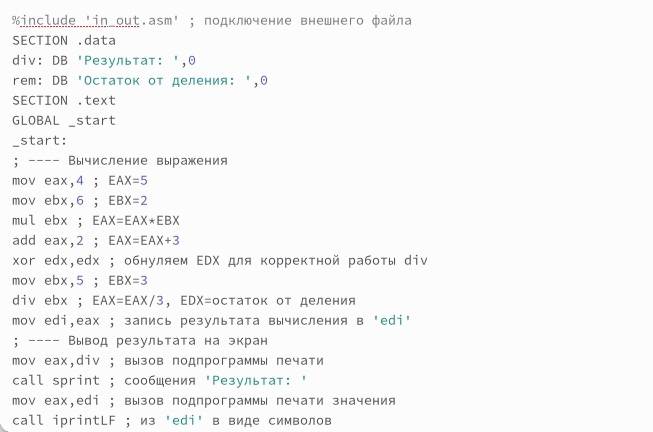 %include 'in_out.asm' ; подключение внешнего файла
SECTION .data
div: DB 'Результат: ',0
rem: DB 'Остаток от деления: ',0
SECTION .text
GLOBAL _start
_start:
; ---- Вычисление выражения
mov eax,4 ; EAX=5
mov ebx,6 ; EBX=2
mul ebx ; EAX=EAX*EBX
add eax,2 ; EAX=EAX+3
xor edx,edx ; обнуляем EDX для корректной работы div
mov ebx,5 ; EBX=3
div ebx ; EAX=EAX/3, EDX=остаток от деления
mov edi,eax ; запись результата вычисления в 'edi'
; ---- Вывод результата на экран
mov eax,div ; вызов подпрограммы печати
call sprint ; сообщения 'Результат: '
mov eax,edi ; вызов подпрограммы печати значения
call iprintLF ; из 'edi' в виде символов